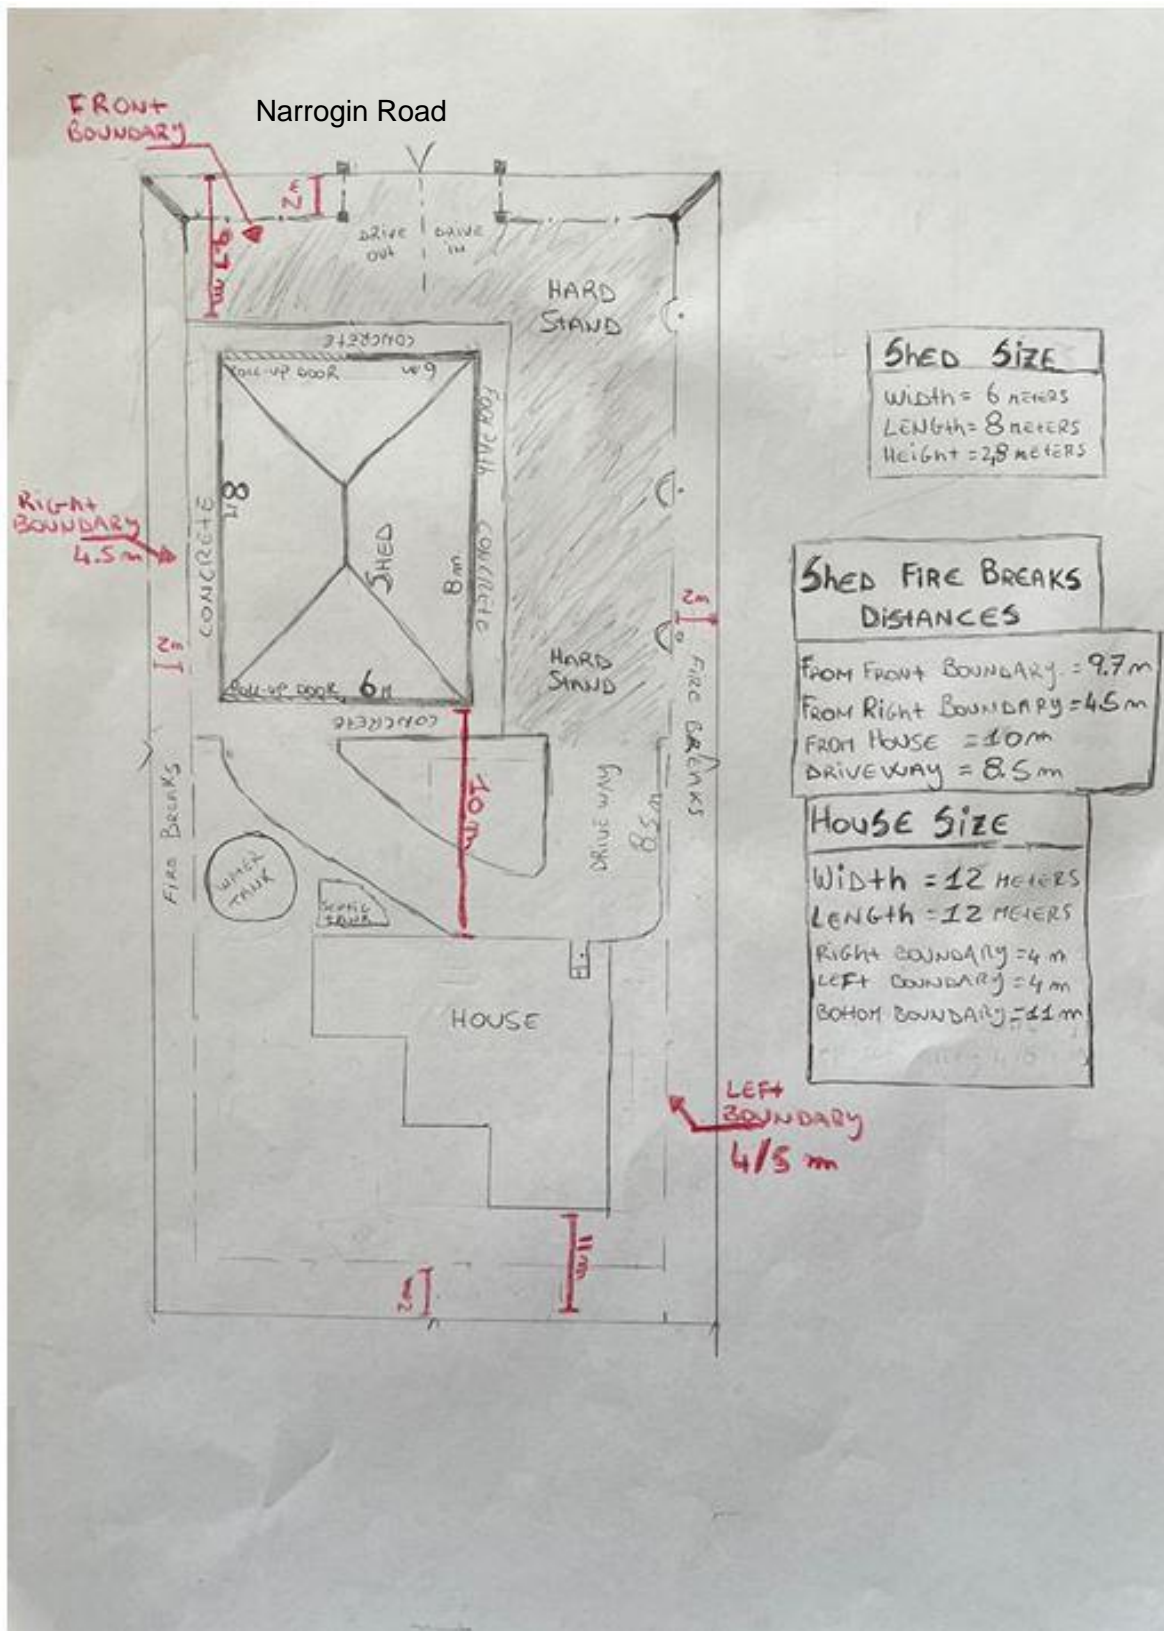 Narrogin Road
FRONT
BOUNDARY
2m
9.7 m
DRIVE
OUT
DRIVE
IN
HARD
STAND
CONCRETE
ROLL-UP DOOR
6m
FOOTPATH CONCRETE
8m
CONCRETE
SHED
8m
RIGHT
BOUNDARY
4.5m
2m
2m
HARD
STAND
ROLL-UP DOOR 6m
CONCRETE
FIRE BREAKS
FIRE BREAKS
10m
DRIVE WAY
8.5m
WATER
TANK
SEPTIC
TANK
HOUSE
LEFT
BOUNDARY
4/5 m
11m
2m
Shed Size
Width = 6 METERS
LENGth = 8 METERS
HEiGht = 2,8 METERS
Shed FIRE BREAKS
DISTANCES
FROM FRONT BOUNDARY = 9.7m
FROM RIGHT BOUNDARY = 4.5m
FROM HOUSE = 10m
DRIVEWAY = 8.5m
HOUSE SIZE
WIDth = 12 METERS
LENGth = 12 METERS
RIGHT BOUNDARY = 4 m
LEFT BOUNDARY = 4 m
BOTTOM BOUNDARY = 11 m